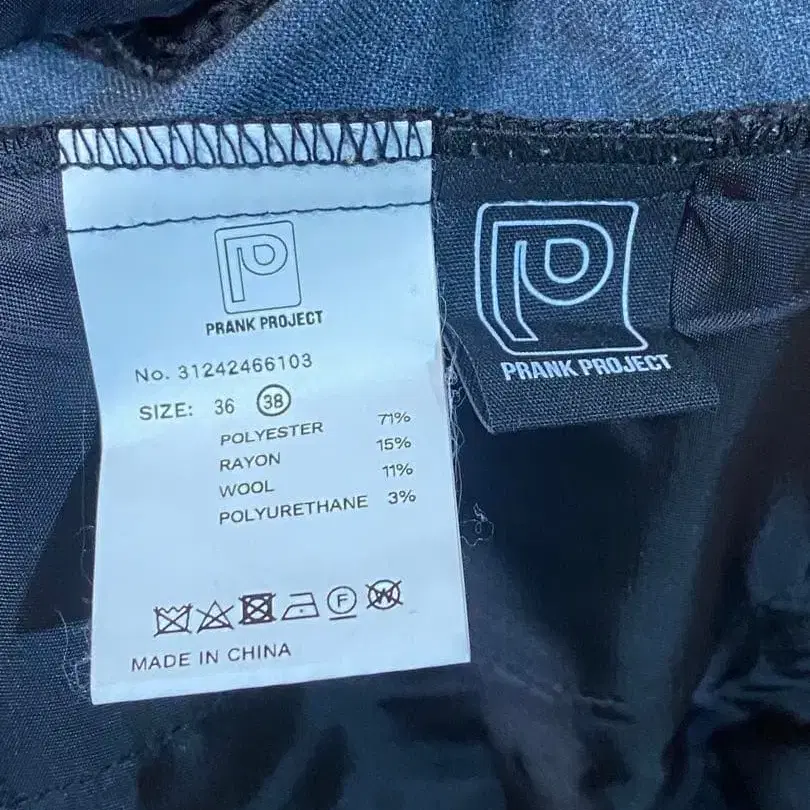 PRANK PROJECT
No. 31242466103
SIZE: 36 38
POLYESTER 71%
RAYON 15%
WOOL 11%
POLYURETHANE 3%
F W
MADE IN CHINA
PRANK PROJECT